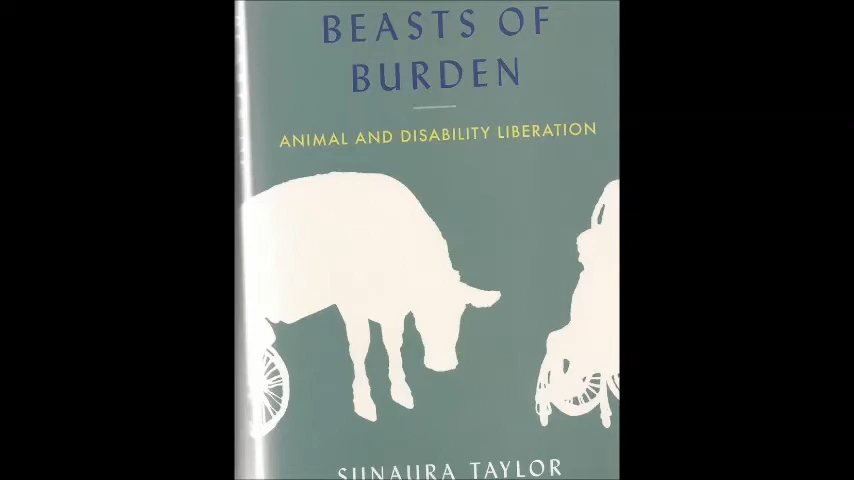 BEASTS OF
BURDEN
ANIMAL AND DISABILITY LIBERATION
SUNAURA TAYLOR